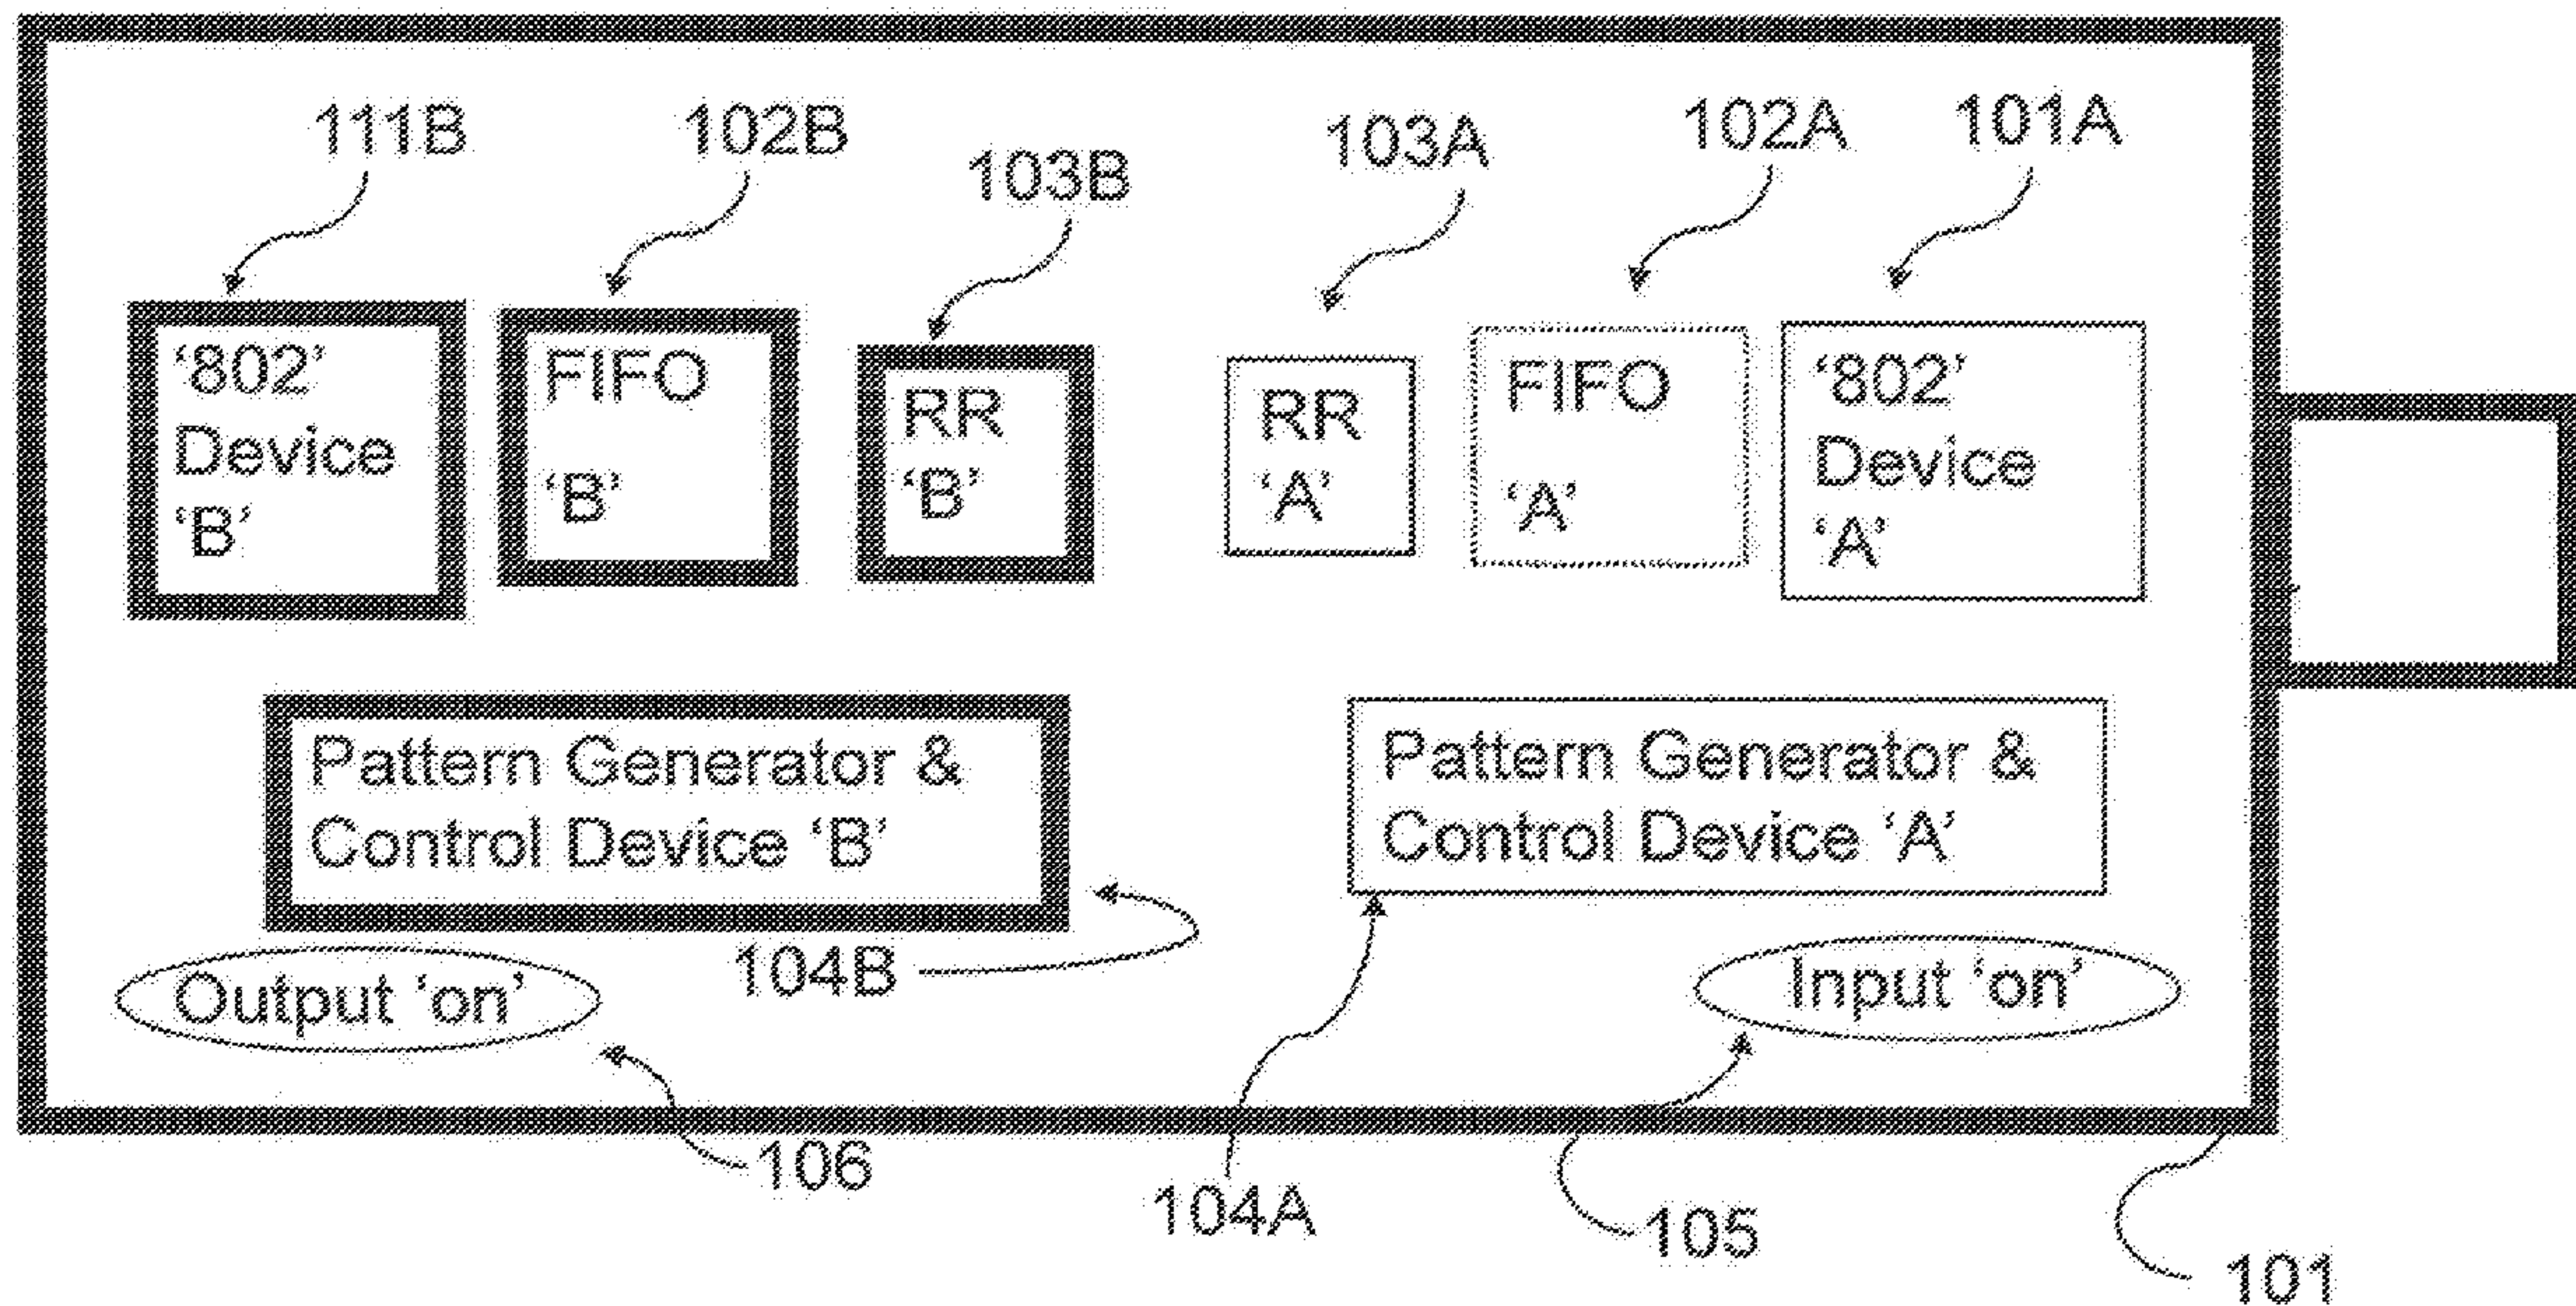 111B
102B
103B
103A
102A
101A
‘802’
Device
‘B’
FIFO
‘B’
RR
‘B’
RR
‘A’
FIFO
‘A’
‘802’
Device
‘A’
Pattern Generator &
Control Device ‘B’
Pattern Generator &
Control Device ‘A’
104B
Output ‘on’
Input ‘on’
106
104A
105
101